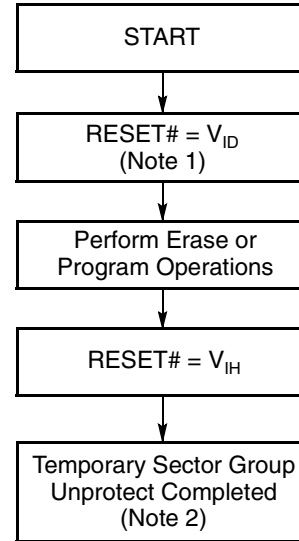 START
RESET# = VID
(Note 1)
Perform Erase or
Program Operations
RESET# = VIH
Temporary Sector Group
Unprotect Completed
(Note 2)